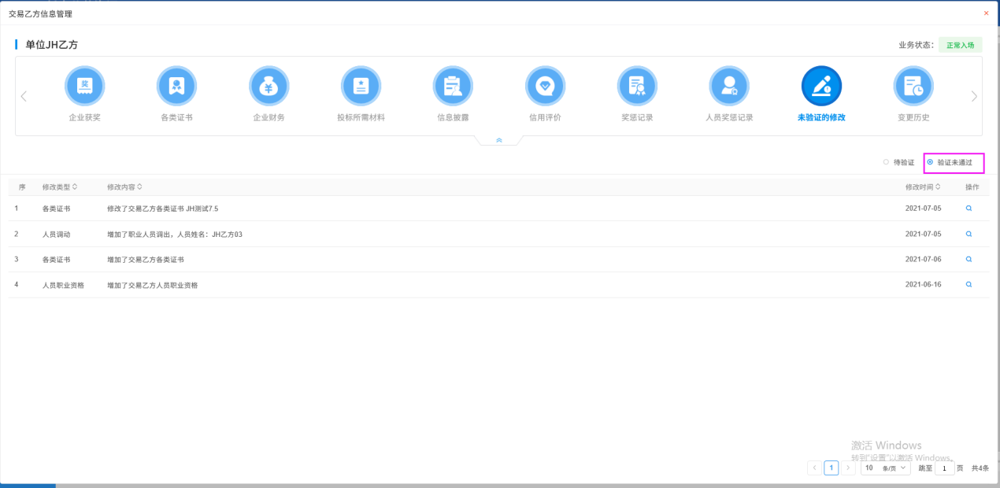 交易乙方信息管理
×
单位JH乙方
业务状态： 正常入场
奖
企业获奖 各类证书 企业财务 投标所需材料 信息披露 信用评价 奖惩记录 人员奖惩记录 未验证的修改 变更历史
待验证 验证未通过
序 修改类型 修改内容 修改时间 操作
1 各类证书 修改了交易乙方各类证书 JH测试7.5 2021-07-05
2 人员调动 增加了职业人员调出，人员姓名：JH乙方03 2021-07-05
3 各类证书 增加了交易乙方各类证书 2021-07-06
4 人员职业资格 增加了交易乙方人员职业资格 2021-06-16
激活 Windows
转到"设置"以激活 Windows。
1 10 条/页 跳至 1 页 共4条